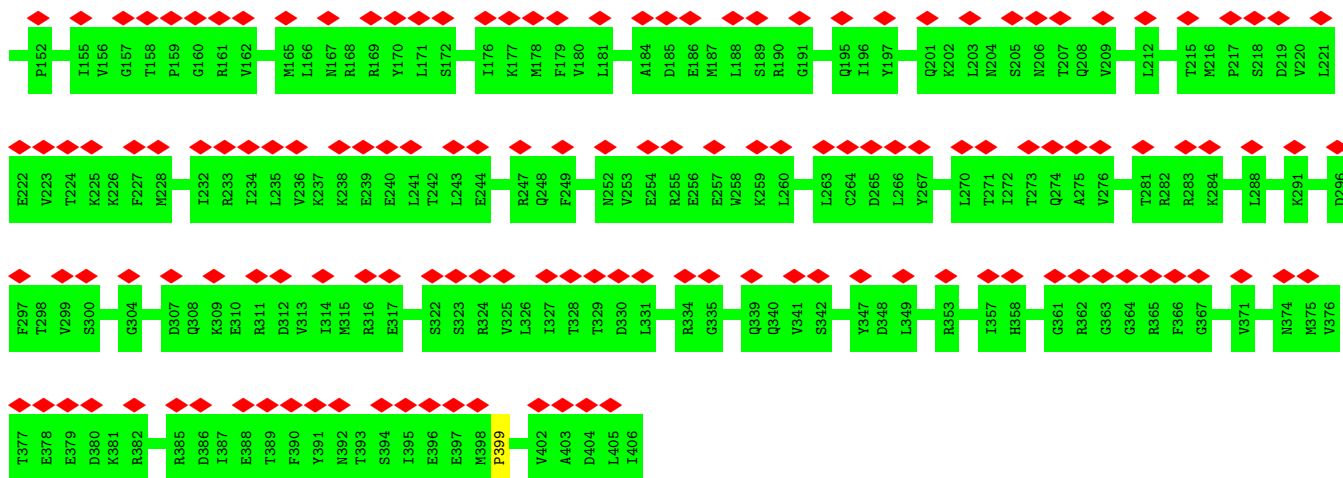 P152 I155 V156 G157 T158 P159 G160 R161 V162 M165 L166 N167 R168 R169 Y170 L171 S172 I176 K177 M178 F179 V180 L181 A184 D185 E186 M187 L188 S189 R190 G191 Q195 I196 Y197 Q201 K202 L203 N204 S205 N206 T207 Q208 V209 L212 T215 M216 P217 S218 D219 V220 L221
E222 V223 T224 K225 K226 F227 M228 I232 R233 I234 L235 V236 K237 K238 E239 E240 L241 T242 L243 E244 R247 Q248 F249 N252 V253 E254 R255 E256 E257 W258 K259 L260 L263 C264 D265 L266 Y267 L270 T271 I272 T273 Q274 A275 V276 T281 R282 R283 K284 L288 K291 D296
F297 T298 V299 S300 G304 D307 Q308 K309 E310 R311 D312 V313 I314 M315 R316 E317 S322 S323 R324 V325 L326 I327 T328 T329 D330 L331 R334 G335 Q339 Q340 V341 S342 Y347 D348 L349 R353 I357 H358 G361 R362 G363 G364 R365 F366 G367 V371 N374 M375 V376
T377 E378 E379 D380 K381 R382 R385 D386 I387 E388 T389 F390 Y391 N392 T393 S394 I395 E396 E397 M398 P399 V402 A403 D404 L405 I406